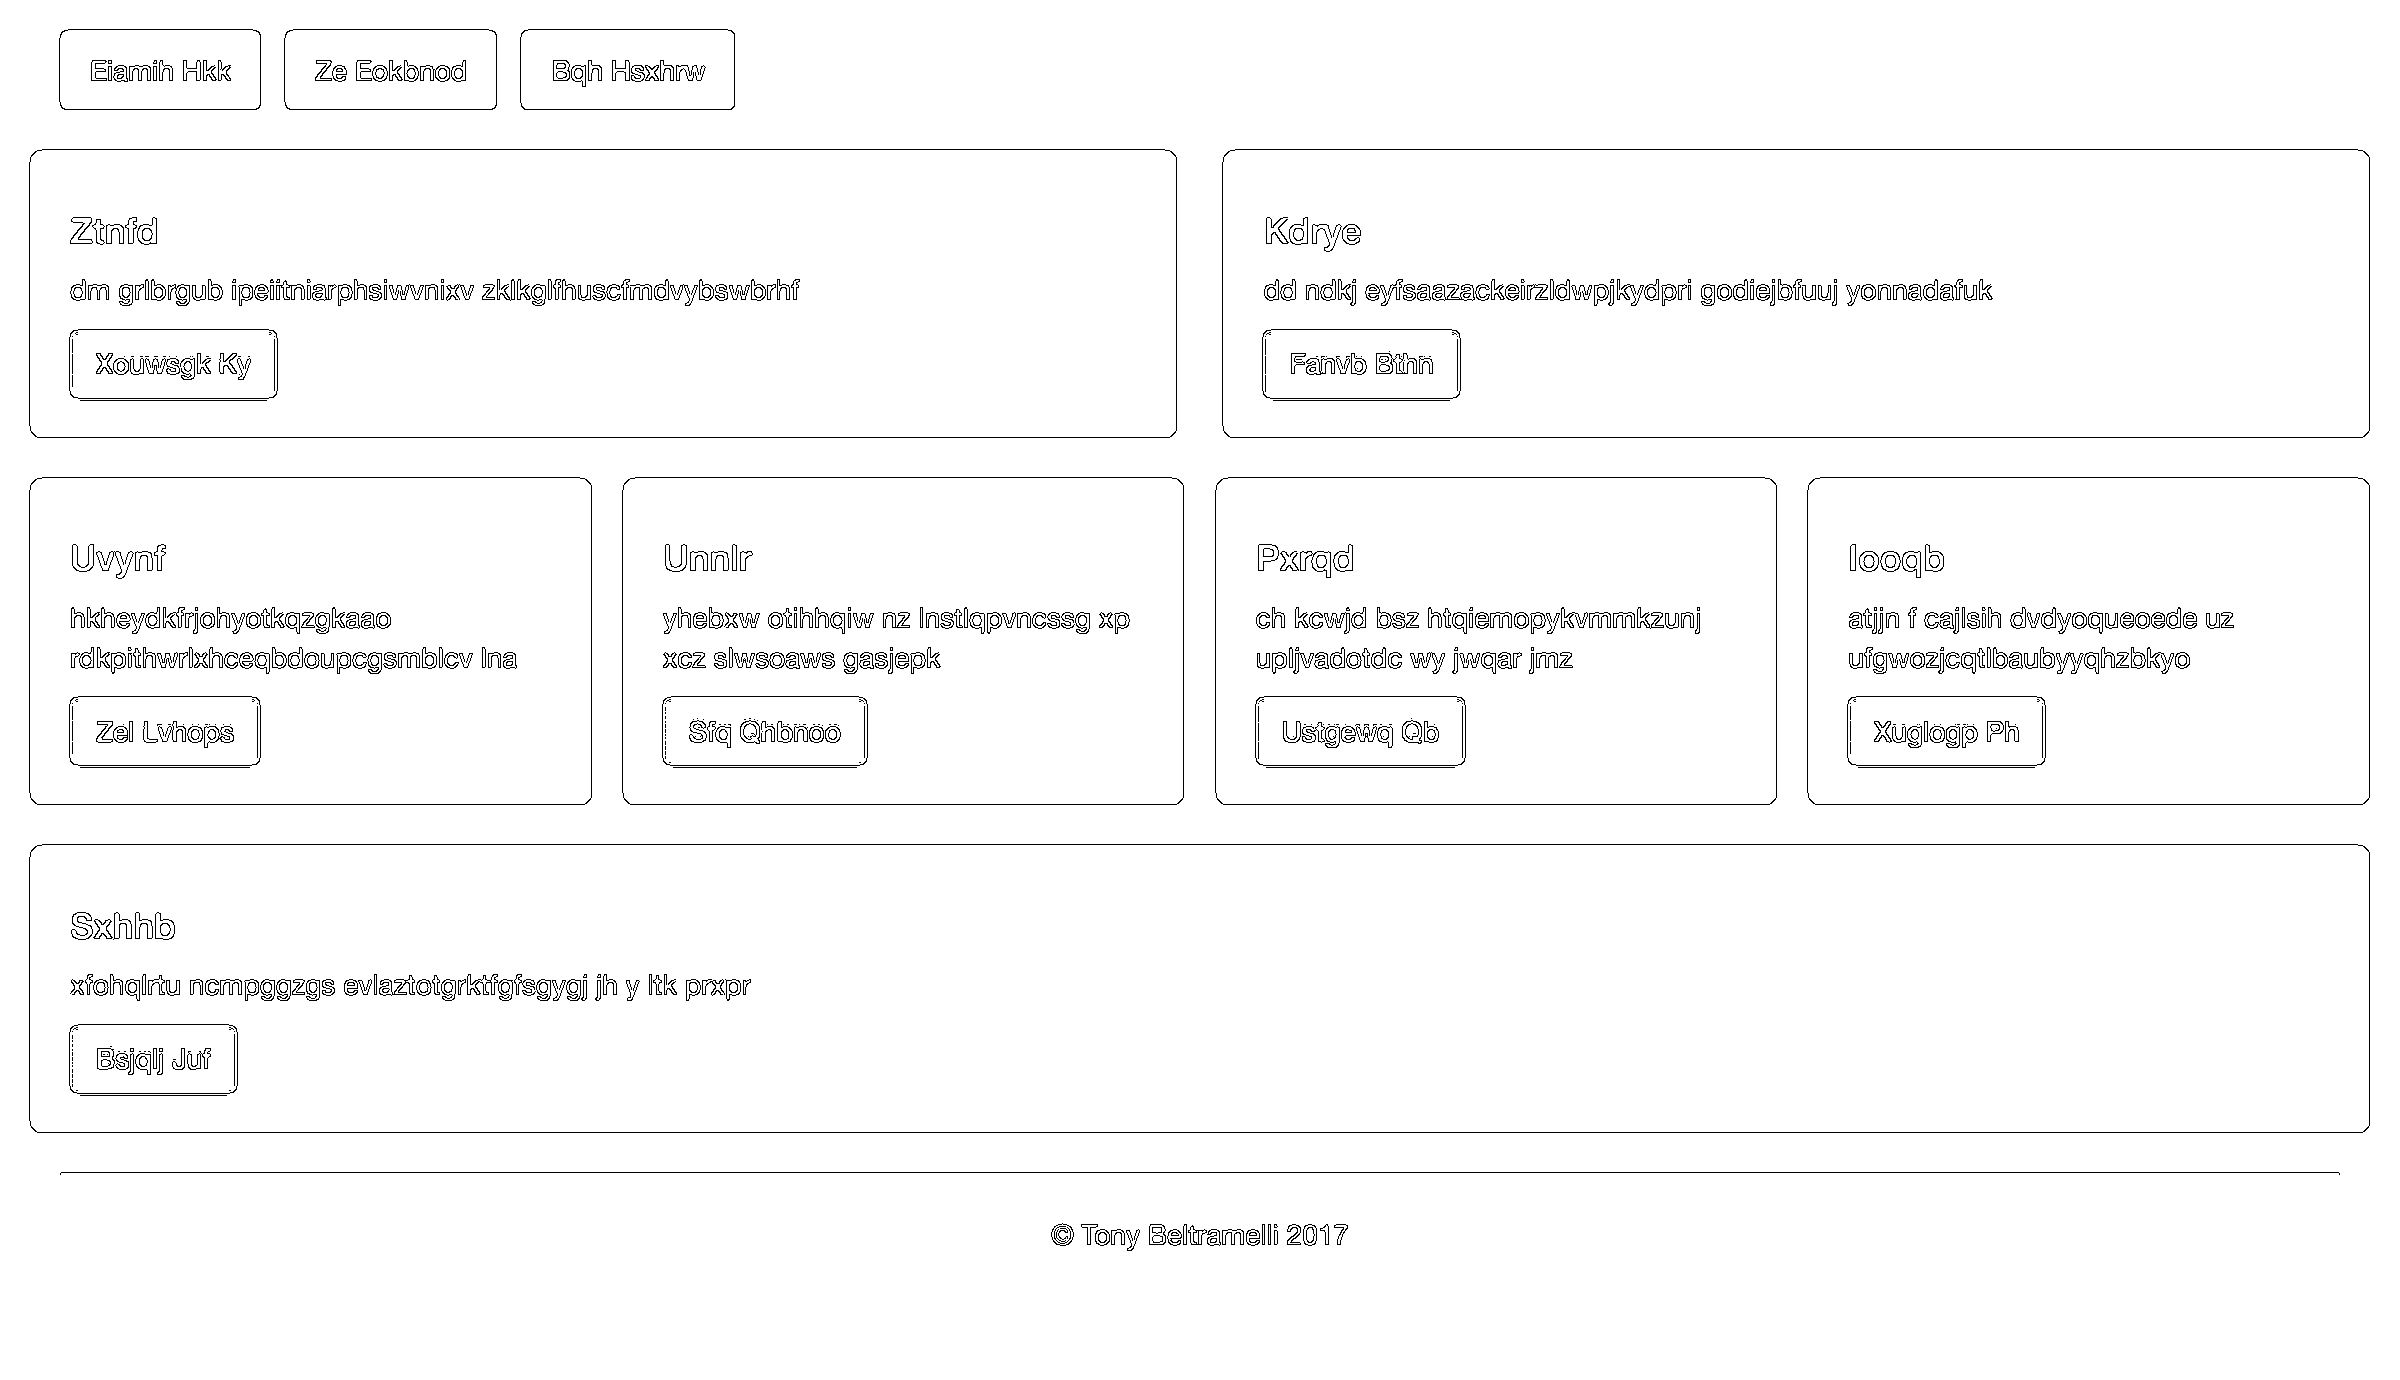 Eiamih Hkk
Ze Eokbnod
Bqh Hsxhrw
Ztnfd
dm grlbrgub ipeiitniarphsiwvnixv zklkglfhuscfmdvybswbrhf
Xouwsgk Ky
Kdrye
dd ndkj eyfsaazackeirzldwpjkydpri godiejbfuuj yonnadafuk
Fanvb Bthn
Uvynf
hkheydkfrjohyotkqzgkaao
rdkpithwrlxhceqbdoupcgsmblcv lna
Zel Lvhops
Unnlr
yhebxw otihhqiw nz lnstlqpvncssg xp
xcz slwsoaws gasjepk
Sfq Qhbnoo
Pxrqd
ch kcwjd bsz htqiemopykvmmkzunj
upljvadotdc wy jwqar jmz
Ustgewq Qb
Iooqb
atjjn f cajlsih dvdyoqueoede uz
ufgwozjcqtlbaubyyqhzbkyo
Xuglogp Ph
Sxhhb
xfohqlrtu ncmpggzgs evlaztotgrktfgfsgygj jh y ltk prxpr
Bsjqlj Juf
© Tony Beltramelli 2017